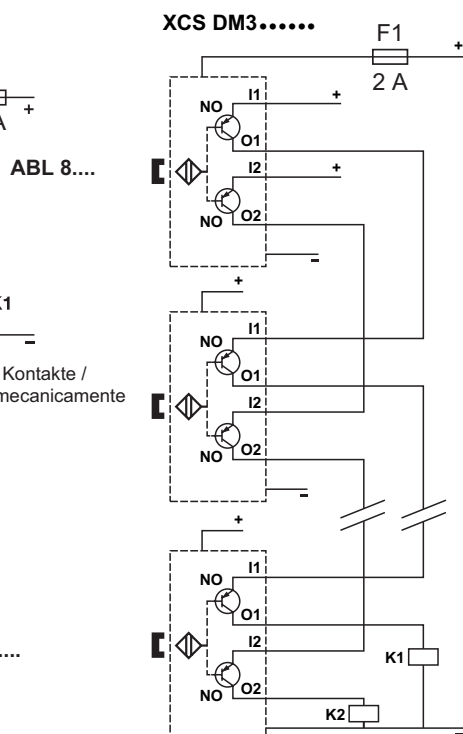 XCS DM3••••••
F1
+
2 A
+
A
ABL 8....
I1
+
NO
O1
I2
+
O2
NO
-
K1
-
Kontakte /
mecanicamente
+
I1
NO
O1
I2
O2
NO
-
+
I1
NO
O1
I2
K1
....
O2
NO
K2
-